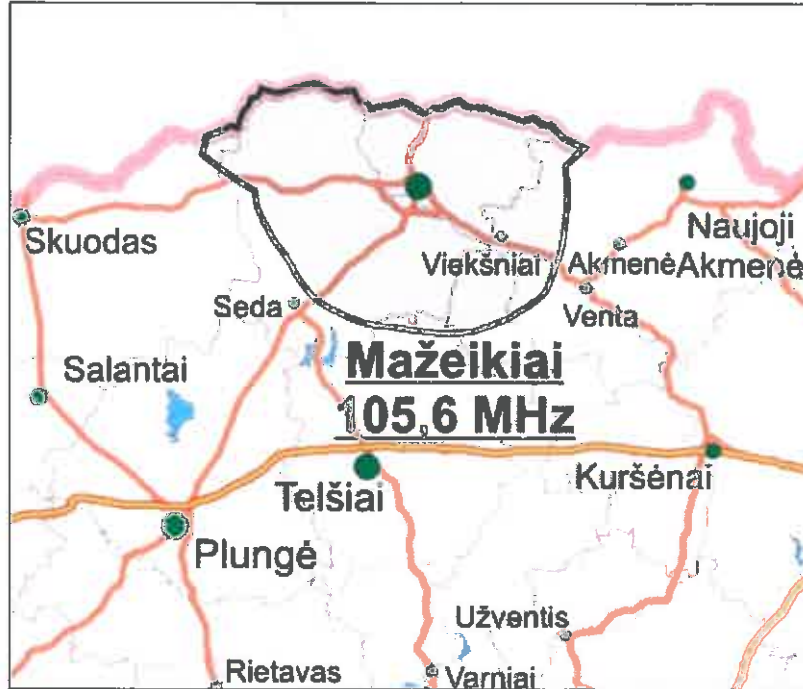 Skuodas
Naujoji
Viekšniai
Akmenė
Akmenė
Seda
Venta
Mažeikiai
105,6 MHz
Salantai
Telšiai
Kuršėnai
Plungė
Užventis
Rietavas
Varniai